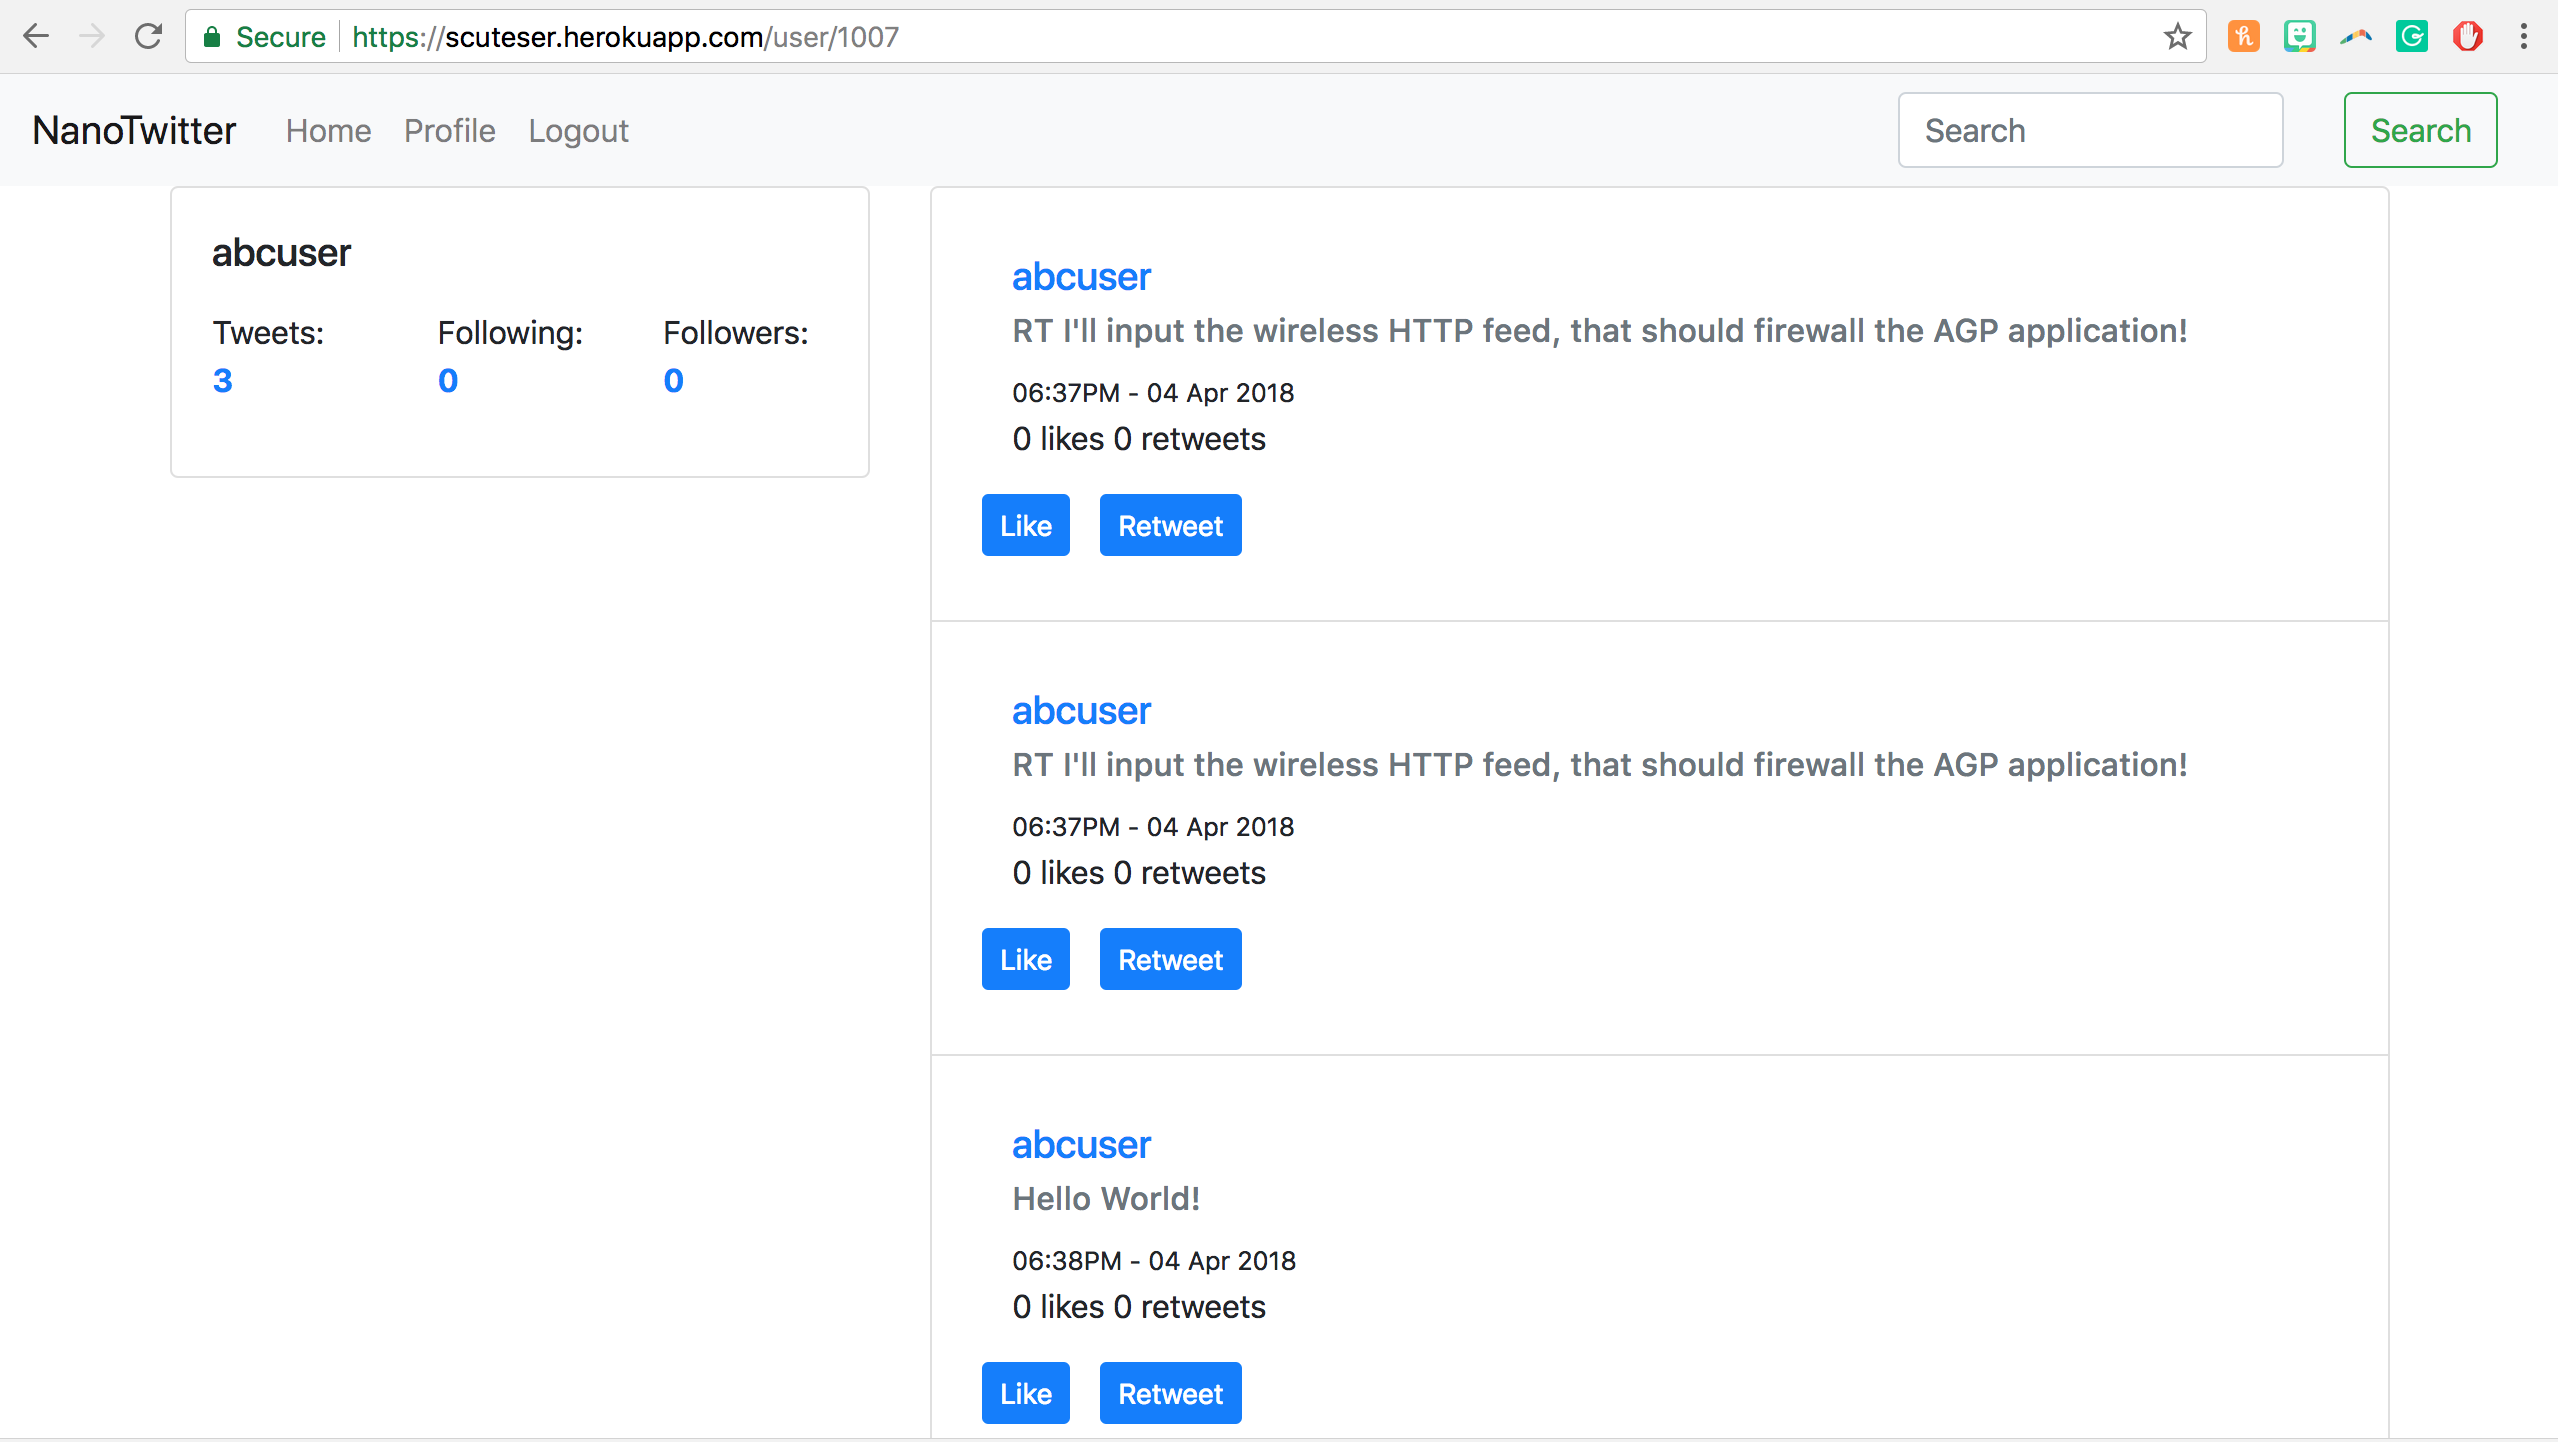 Secure https://scuteser.herokuapp.com/user/1007
NanoTwitter Home Profile Logout Search Search
abcuser
Tweets: Following: Followers:
3 0 0
abcuser
RT I'll input the wireless HTTP feed, that should firewall the AGP application!
06:37PM - 04 Apr 2018
0 likes 0 retweets
Like Retweet
abcuser
RT I'll input the wireless HTTP feed, that should firewall the AGP application!
06:37PM - 04 Apr 2018
0 likes 0 retweets
Like Retweet
abcuser
Hello World!
06:38PM - 04 Apr 2018
0 likes 0 retweets
Like Retweet